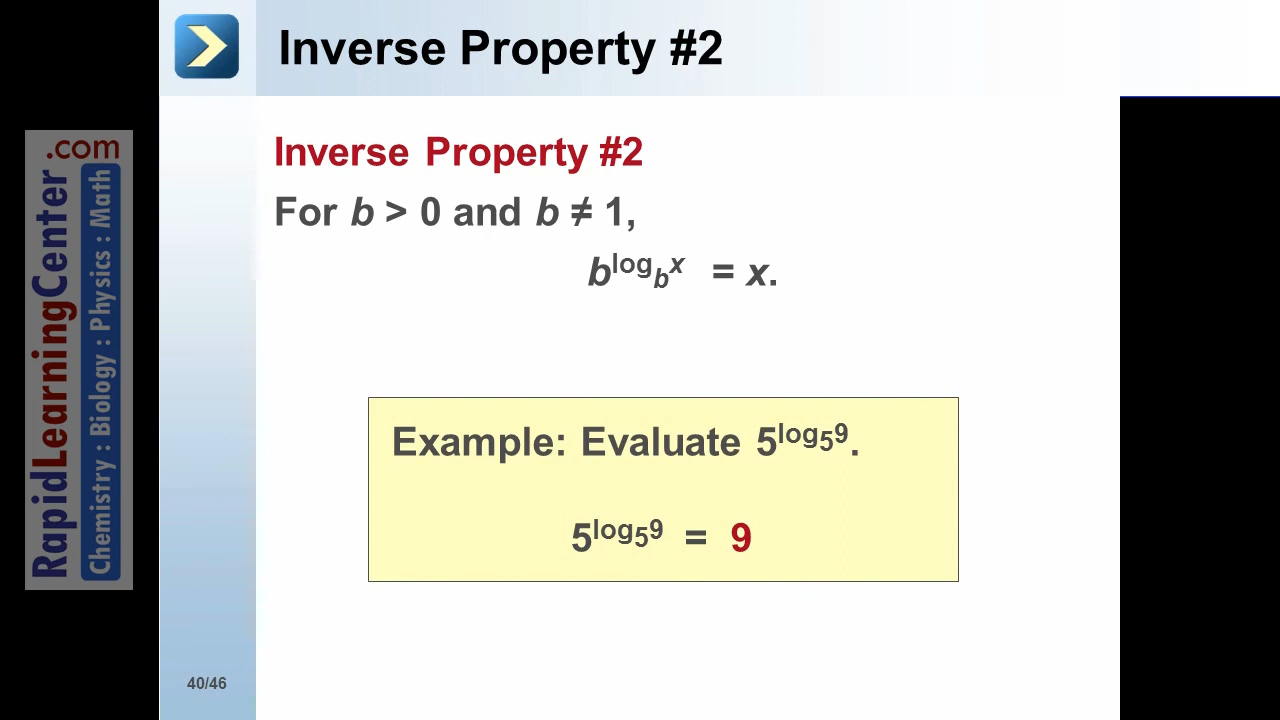 Inverse Property #2
Inverse Property #2
For b > 0 and b ≠ 1,
b^(log_b x) = x.
Example: Evaluate 5^(log_5 9).
5^(log_5 9) = 9
40/46
RapidLearningCenter.com
Chemistry : Biology : Physics : Math